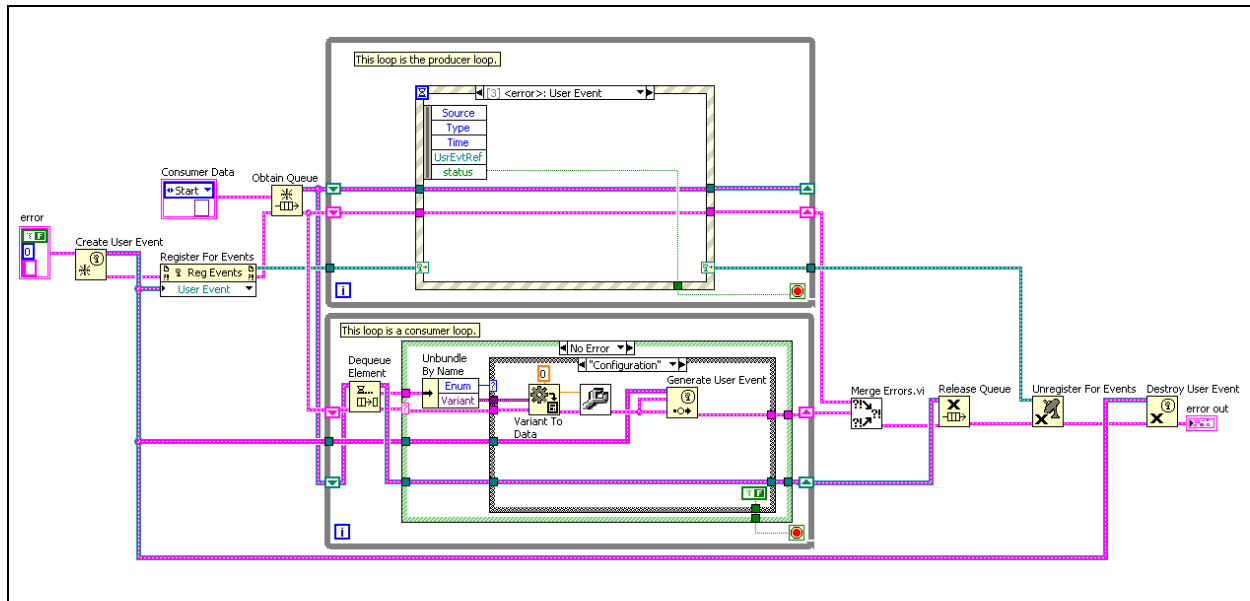 This loop is the producer loop.
[3] <error>: User Event
Source
Type
Time
UsrEvtRef
status
Consumer Data
Start
Obtain Queue
error
F
0
Create User Event
Register For Events
Reg Events
User Event
i
This loop is a consumer loop.
No Error
Dequeue
Element
Unbundle
By Name
Enum
Variant
"Configuration"
0
Variant To
Data
Generate User Event
F
i
Merge Errors.vi
Release Queue
Unregister For Events
Destroy User Event
error out